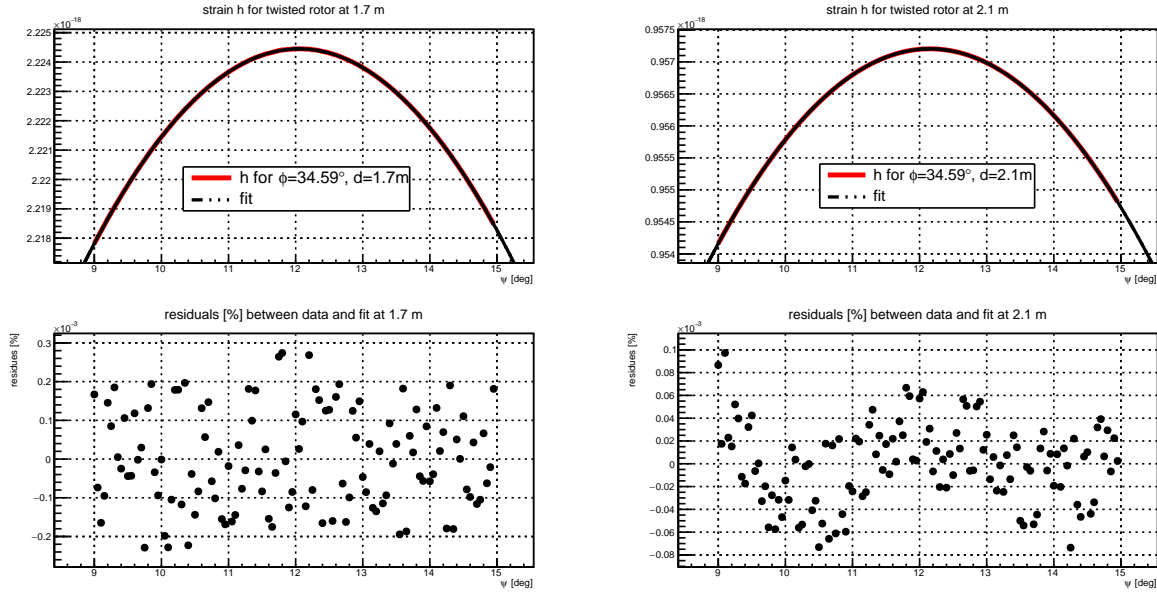 strain h for twisted rotor at 1.7 m
×10⁻¹⁸
2.225
2.224
2.223
2.222
2.221
2.22
2.219
2.218
h for ϕ=34.59°, d=1.7m
fit
9 10 11 12 13 14 15
ψ [deg]
strain h for twisted rotor at 2.1 m
×10⁻¹⁸
0.9575
0.957
0.9565
0.956
0.9555
0.955
0.9545
0.954
h for ϕ=34.59°, d=2.1m
fit
9 10 11 12 13 14 15
ψ [deg]
residuals [%] between data and fit at 1.7 m
×10⁻³
residues [%]
0.3
0.2
0.1
0
−0.1
−0.2
9 10 11 12 13 14 15
ψ [deg]
residuals [%] between data and fit at 2.1 m
×10⁻³
residues [%]
0.1
0.08
0.06
0.04
0.02
0
−0.02
−0.04
−0.06
−0.08
9 10 11 12 13 14 15
ψ [deg]